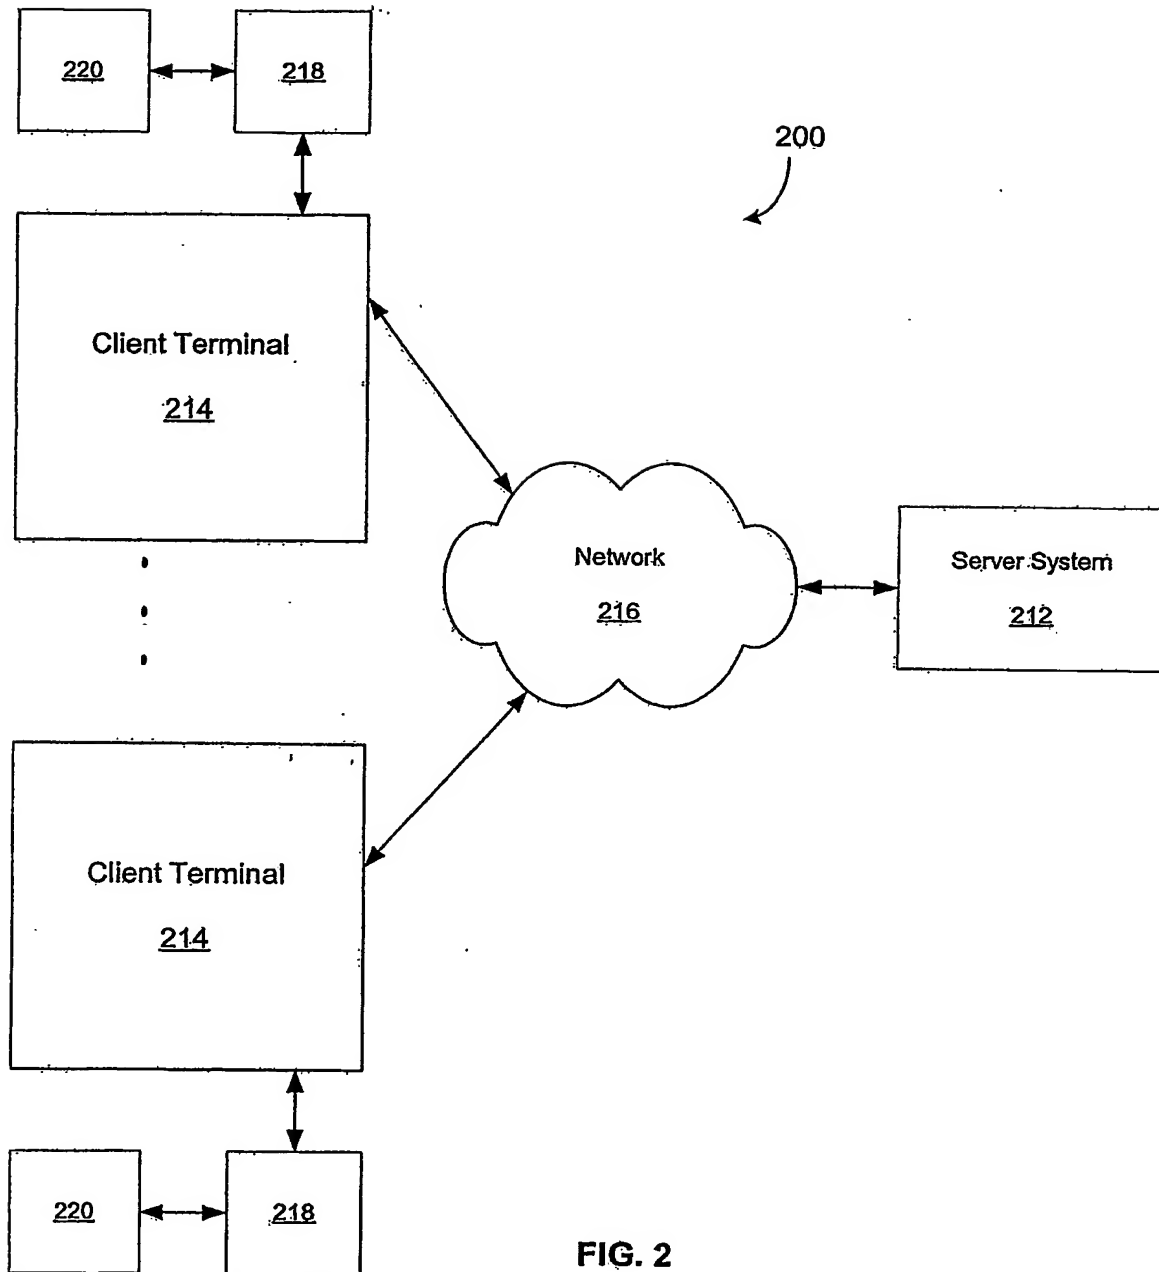 220
218
200
Client Terminal
214
Network
216
Server System
212
Client Terminal
214
220
218
FIG. 2